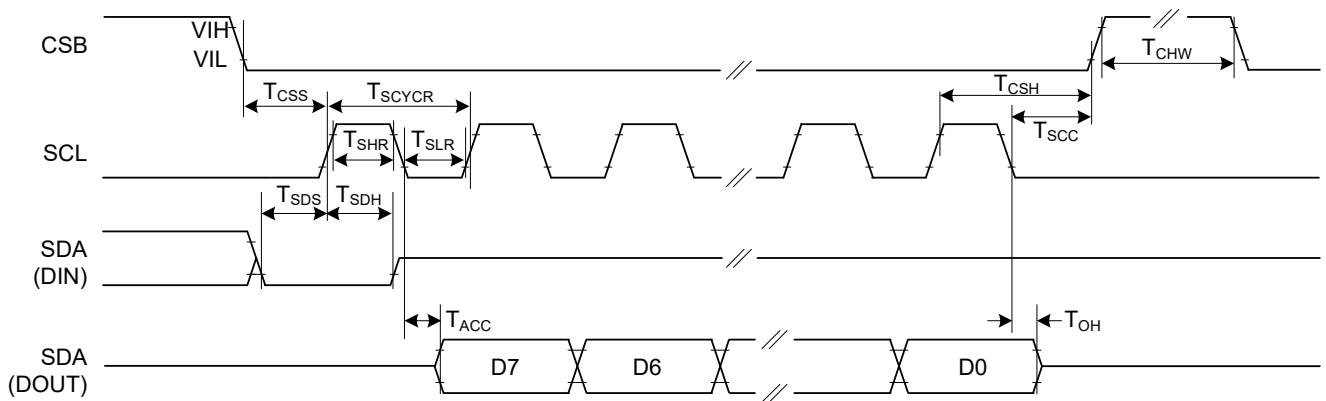 CSB
VIH
VIL
TCHW
TCSS
TSCYCR
TCSH
TSCC
SCL
TSHR
TSLR
TSDS
TSDH
SDA
(DIN)
TACC
TOH
SDA
(DOUT)
D7
D6
D0